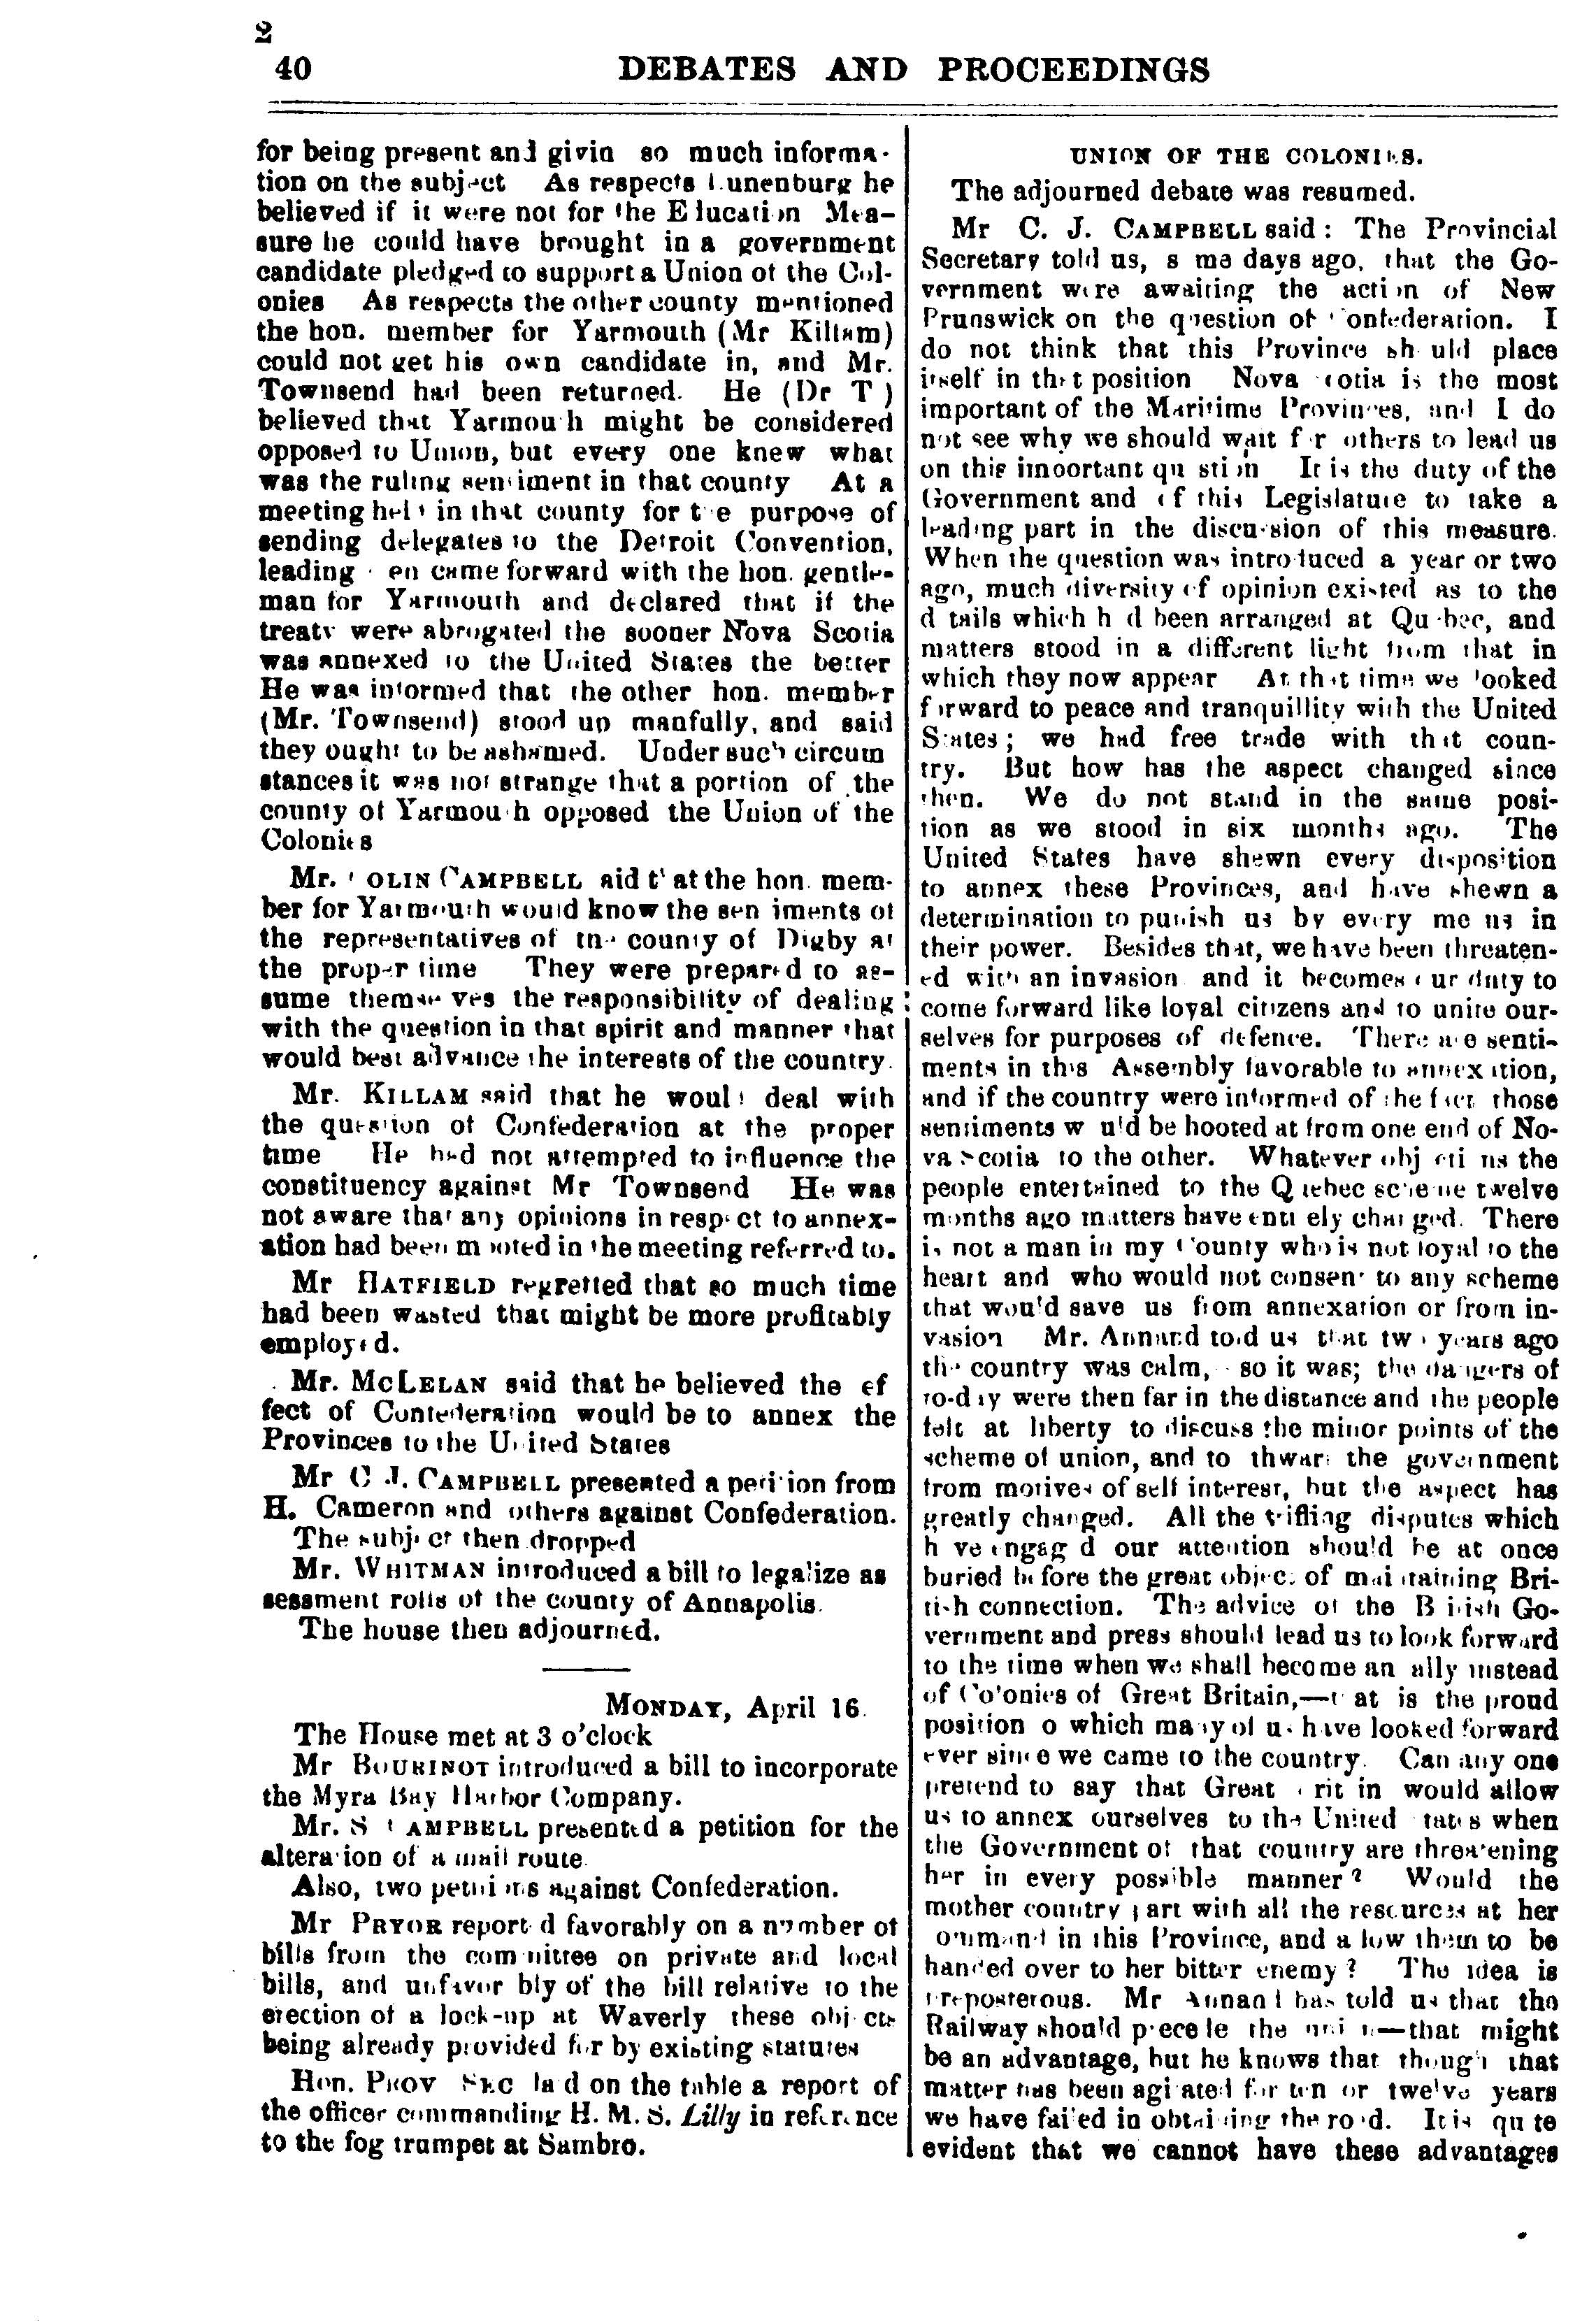 2
40 DEBATES AND PROCEEDINGS
for being present and givin so much informa-
tion on the subject As respects Lunenburg he
believed if it were not for the Education Mea-
sure he could have brought in a government
candidate pledged to support a Union of the Col-
onies As respects the other county mentioned
the hon. member for Yarmouth (Mr Killam)
could not get his own candidate in, and Mr.
Townsend had been returned. He (Dr T )
believed that Yarmouth might be considered
opposed to Union, but every one knew what
was the ruling sentiment in that county At a
meeting held in that county for the purpose of
sending delegates to the Detroit Convention,
leading men came forward with the hon. gentle-
man for Yarmouth and declared that if the
treaty were abrogated the sooner Nova Scotia
was annexed to the United States the better
He was informed that the other hon. member
(Mr. Townsend) stood up manfully, and said
they ought to be ashamed. Under such circum
stances it was not strange that a portion of the
county of Yarmouth opposed the Union of the
Colonies
Mr. COLIN CAMPBELL said that the hon. mem-
ber for Yarmouth would know the sentiments of
the representatives of the county of Digby at
the proper time They were prepared to as-
sume themselves the responsibility of dealing
with the question in that spirit and manner that
would best advance the interests of the country.
Mr. KILLAM said that he would deal with
the question of Confederation at the proper
time He had not attempted to influence the
constituency against Mr Townsend He was
not aware that any opinions in respect to annex-
ation had been mooted in the meeting referred to.
Mr HATFIELD regretted that so much time
had been wasted that might be more profitably
employed.
Mr. MCLELAN said that he believed the ef
fect of Confederation would be to annex the
Provinces to the United States
Mr C J. CAMPBELL presented a petition from
H. Cameron and others against Confederation.
The subject then dropped
Mr. WHITMAN introduced a bill to legalize as
sessment rolls of the county of Annapolis.
The house then adjourned.
MONDAY, April 16.
The House met at 3 o'clock
Mr BOURINOT introduced a bill to incorporate
the Myra Bay Harbor Company.
Mr. S CAMPBELL presented a petition for the
alteration of a mail route.
Also, two petitions against Confederation.
Mr PRYOR reported favorably on a number of
bills from the committee on private and local
bills, and unfavorably of the bill relative to the
erection of a lock-up at Waverly these objects
being already provided for by existing statutes
Hon. PROV SEC laid on the table a report of
the officer commanding H. M. S. Lilly in reference
to the fog trumpet at Sambro.
UNION OF THE COLONIES.
The adjourned debate was resumed.
Mr C. J. CAMPBELL said: The Provincial
Secretary told us, some days ago, that the Go-
vernment were awaiting the action of New
Prunswick on the question of Confederation. I
do not think that this Province should place
itself in that position Nova Scotia is the most
important of the Maritime Provinces, and I do
not see why we should wait for others to lead us
on this important question It is the duty of the
Government and of this Legislature to take a
leading part in the discussion of this measure.
When the question was introduced a year or two
ago, much diversity of opinion existed as to the
details which had been arranged at Quebec, and
matters stood in a different light from that in
which they now appear At that time we looked
forward to peace and tranquillity with the United
States; we had free trade with that coun-
try. But how has the aspect changed since
then. We do not stand in the same posi-
tion as we stood in six months ago. The
United States have shewn every disposition
to annex these Provinces, and have shewn a
determination to punish us by every means in
their power. Besides that, we have been threaten-
ed with an invasion and it becomes our duty to
come forward like loyal citizens and to unite our-
selves for purposes of defence. There are senti-
ments in this Assembly favorable to annexation,
and if the country were informed of the fact those
sentiments would be hooted at from one end of No-
va Scotia to the other. Whatever objections the
people entertained to the Quebec scheme twelve
months ago matters have entirely changed. There
is not a man in my County who is not loyal to the
heart and who would not consent to any scheme
that would save us from annexation or from in-
vasion Mr. Annand told us that two years ago
the country was calm, so it was; the dangers of
to-day were then far in the distance and the people
felt at liberty to discuss the minor points of the
scheme of union, and to thwart the government
from motives of self interest, but the aspect has
greatly changed. All the trifling disputes which
have engaged our attention should be at once
buried before the great object of maintaining Bri-
tish connection. The advice of the British Go-
vernment and press should lead us to look forward
to the time when we shall become an ally instead
of Colonies of Great Britain,—that is the proud
position to which many of us have looked forward
ever since we came to the country. Can any one
pretend to say that Great Britain would allow
us to annex ourselves to the United States when
the Government of that country are threatening
her in every possible manner? Would the
mother country part with all the resources at her
command in this Province, and allow them to be
handed over to her bitter enemy? The idea is
preposterous. Mr Annand has told us that the
Railway should precede the union—that might
be an advantage, but he knows that though that
matter has been agitated for ten or twelve years
we have failed in obtaining the road. It is quite
evident that we cannot have these advantages